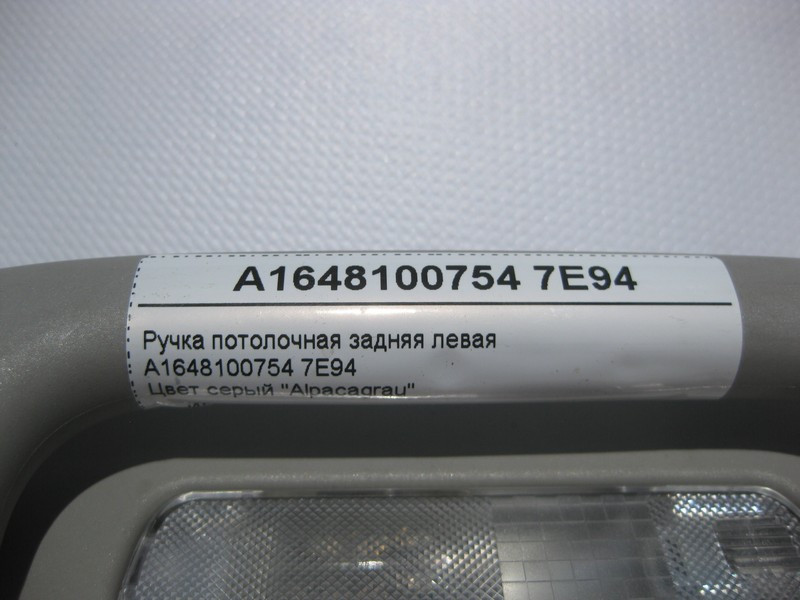 A1648100754 7E94
Ручка потолочная задняя левая
A1648100754 7E94
Цвет серый "Alpacagrau"